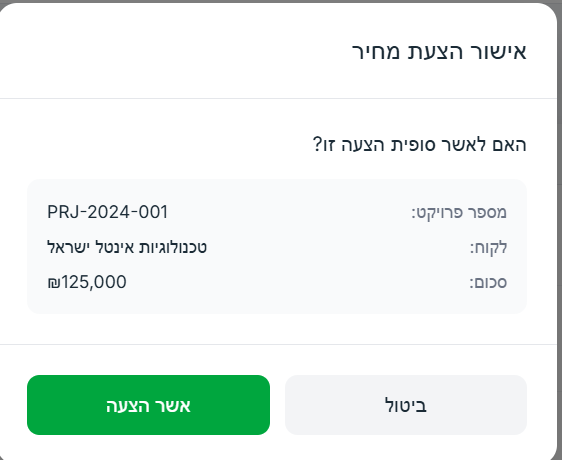 אישור הצעת מחיר
האם לאשר סופית הצעה זו?
מספר פרויקט: PRJ-2024-001
לקוח: טכנולוגיות אינטל ישראל
סכום: ₪125,000
ביטול
אשר הצעה